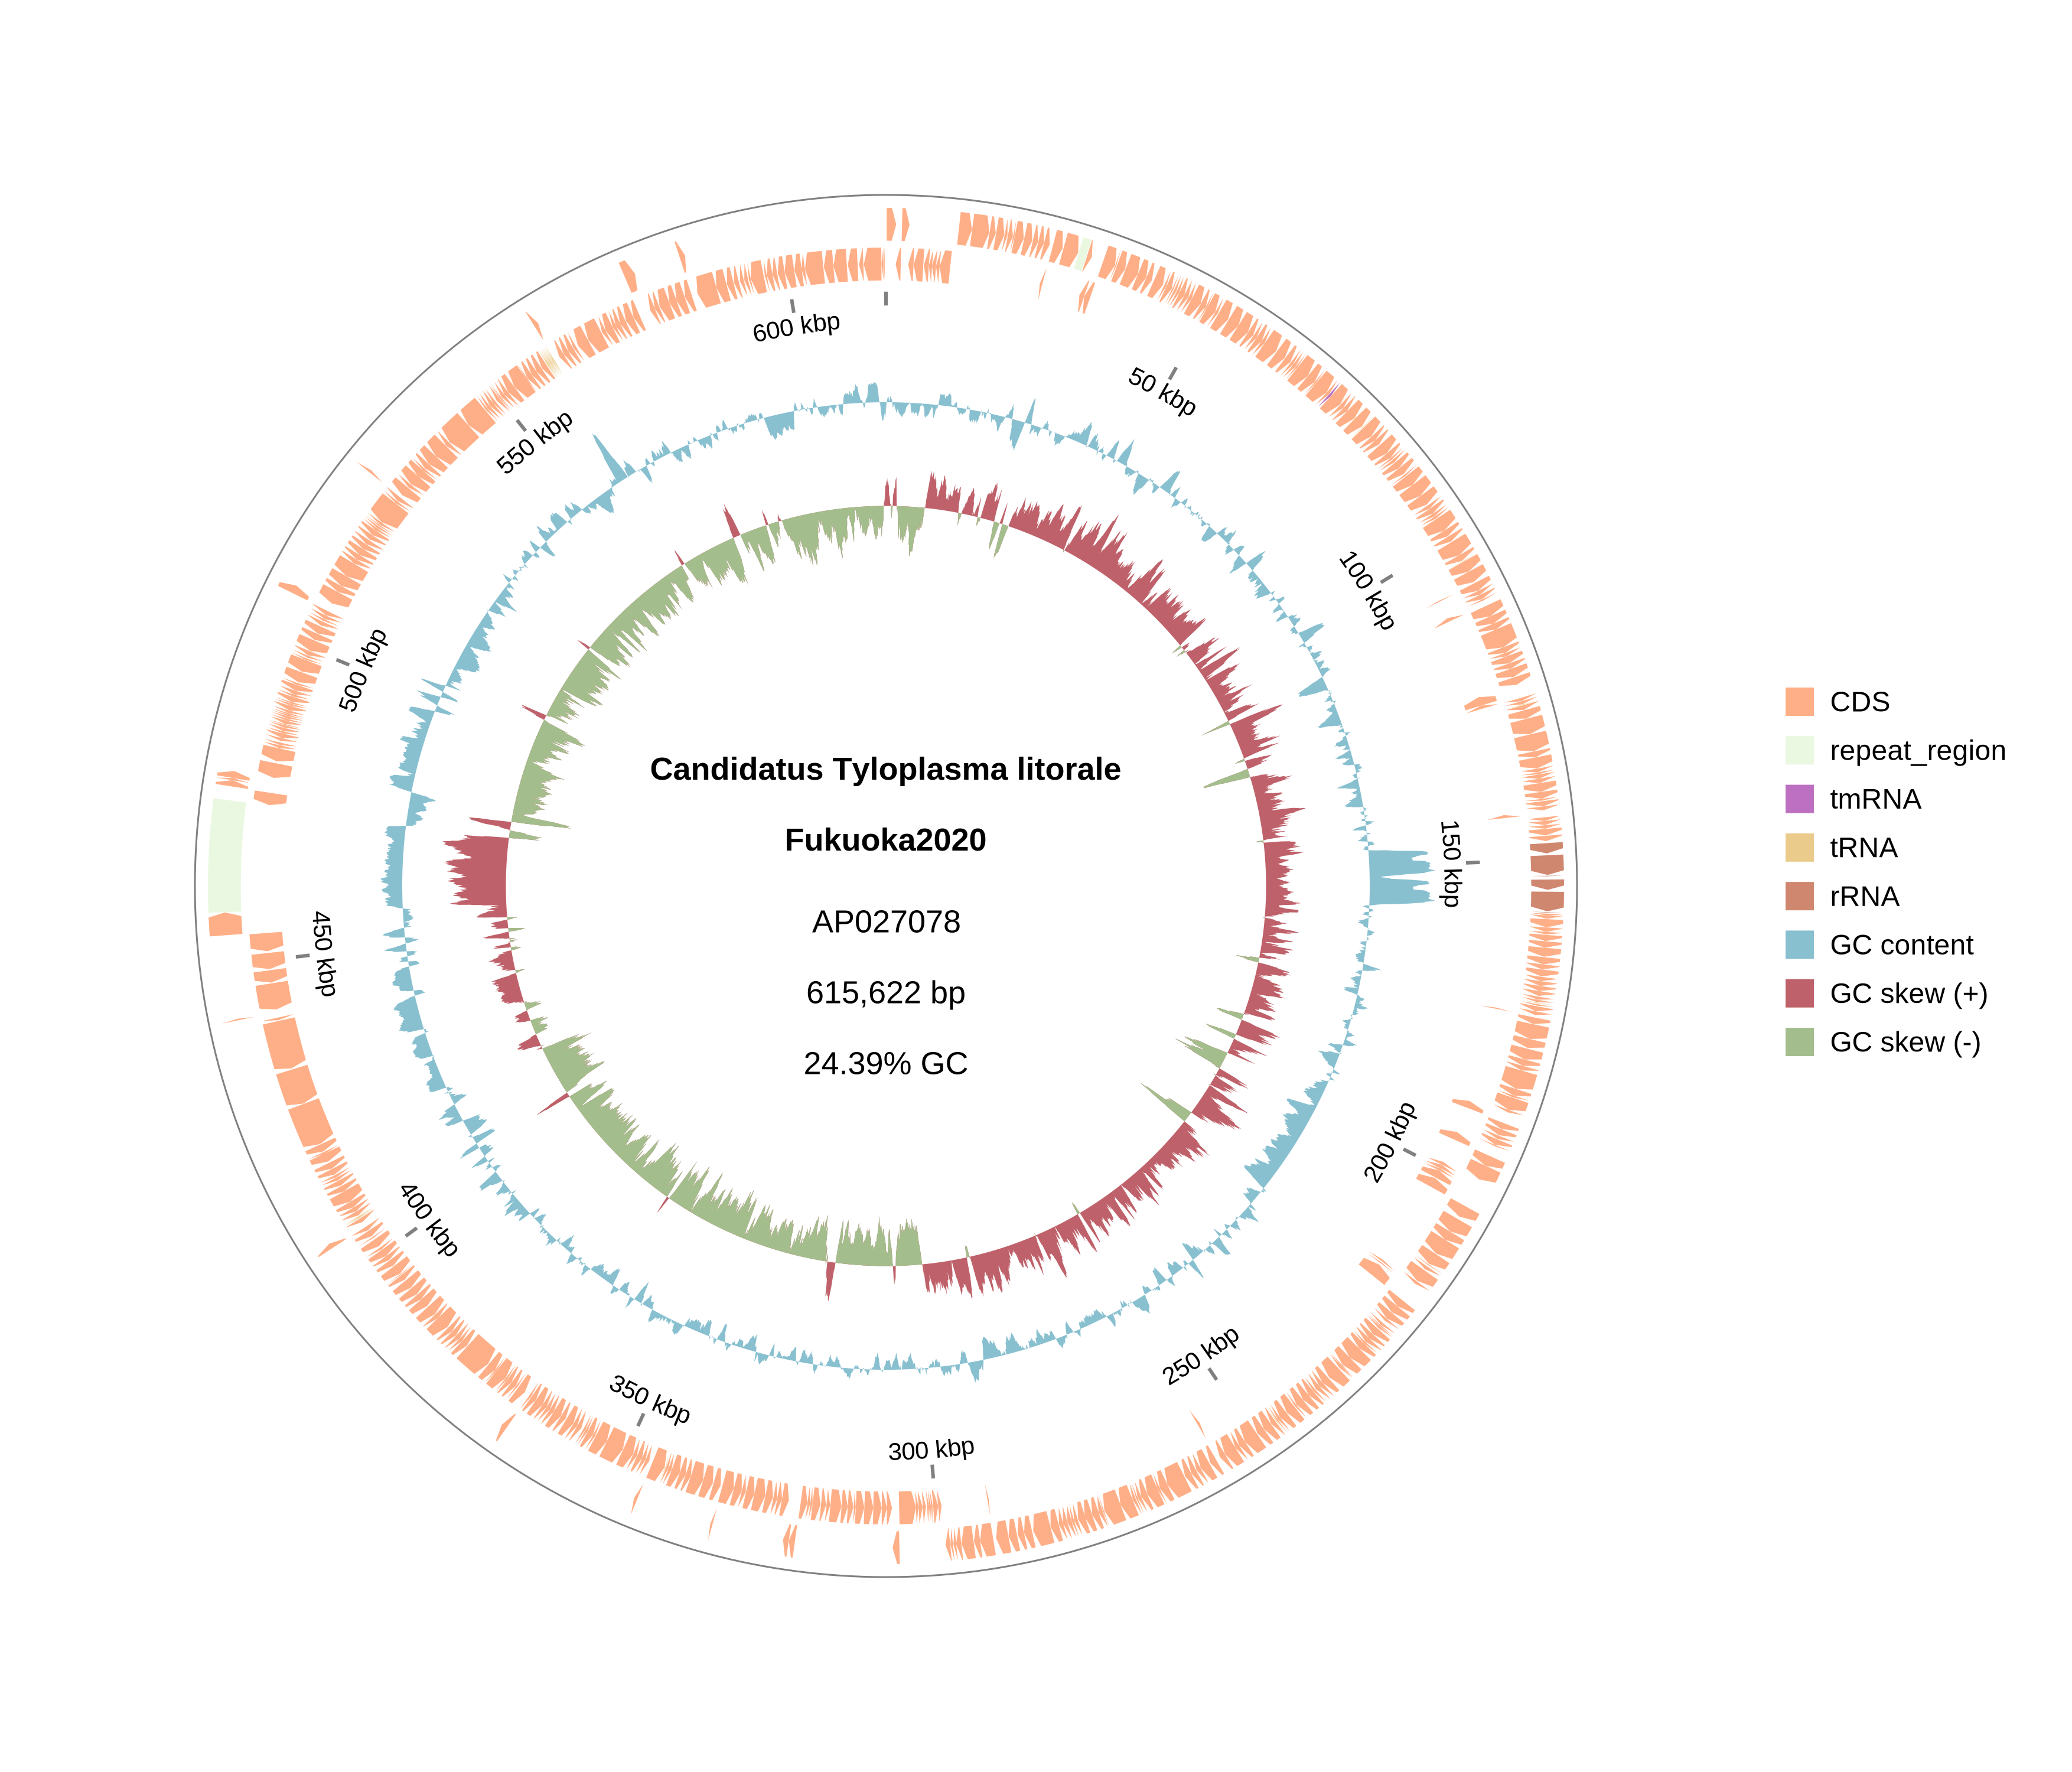 Candidatus Tyloplasma litorale
Fukuoka2020
AP027078
615,622 bp
24.39% GC
50 kbp
100 kbp
150 kbp
200 kbp
250 kbp
300 kbp
350 kbp
400 kbp
450 kbp
500 kbp
550 kbp
600 kbp
CDS
repeat_region
tmRNA
tRNA
rRNA
GC content
GC skew (+)
GC skew (-)